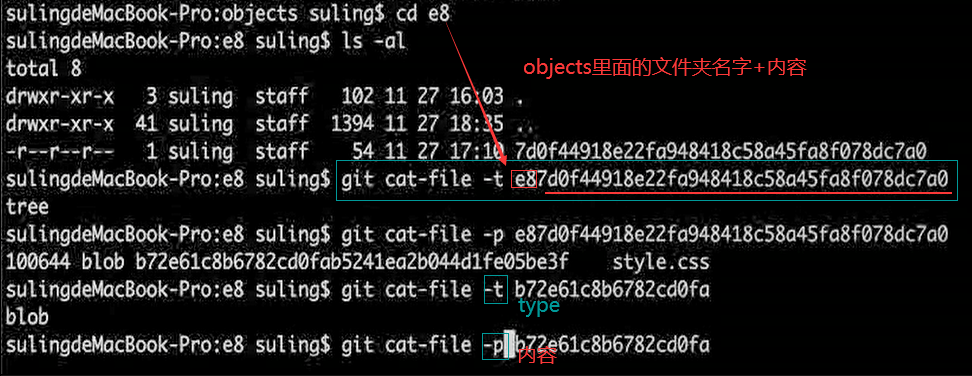 sulingdeMacBook-Pro:objects suling$ cd e8
sulingdeMacBook-Pro:e8 suling$ ls -al
total 8
objects里面的文件夹名字+内容
drwxr-xr-x 3 suling staff 102 11 27 16:03 .
drwxr-xr-x 41 suling staff 1394 11 27 18:35 ..
-r--r--r-- 1 suling staff 54 11 27 17:10 7d0f44918e22fa948418c58a45fa8f078dc7a0
sulingdeMacBook-Pro:e8 suling$ git cat-file -t e87d0f44918e22fa948418c58a45fa8f078dc7a0
tree
sulingdeMacBook-Pro:e8 suling$ git cat-file -p e87d0f44918e22fa948418c58a45fa8f078dc7a0
100644 blob b72e61c8b6782cd0fab5241ea2b044d1fe05be3f style.css
sulingdeMacBook-Pro:e8 suling$ git cat-file -t b72e61c8b6782cd0fa
type
blob
sulingdeMacBook-Pro:e8 suling$ git cat-file -p b72e61c8b6782cd0fa
内容